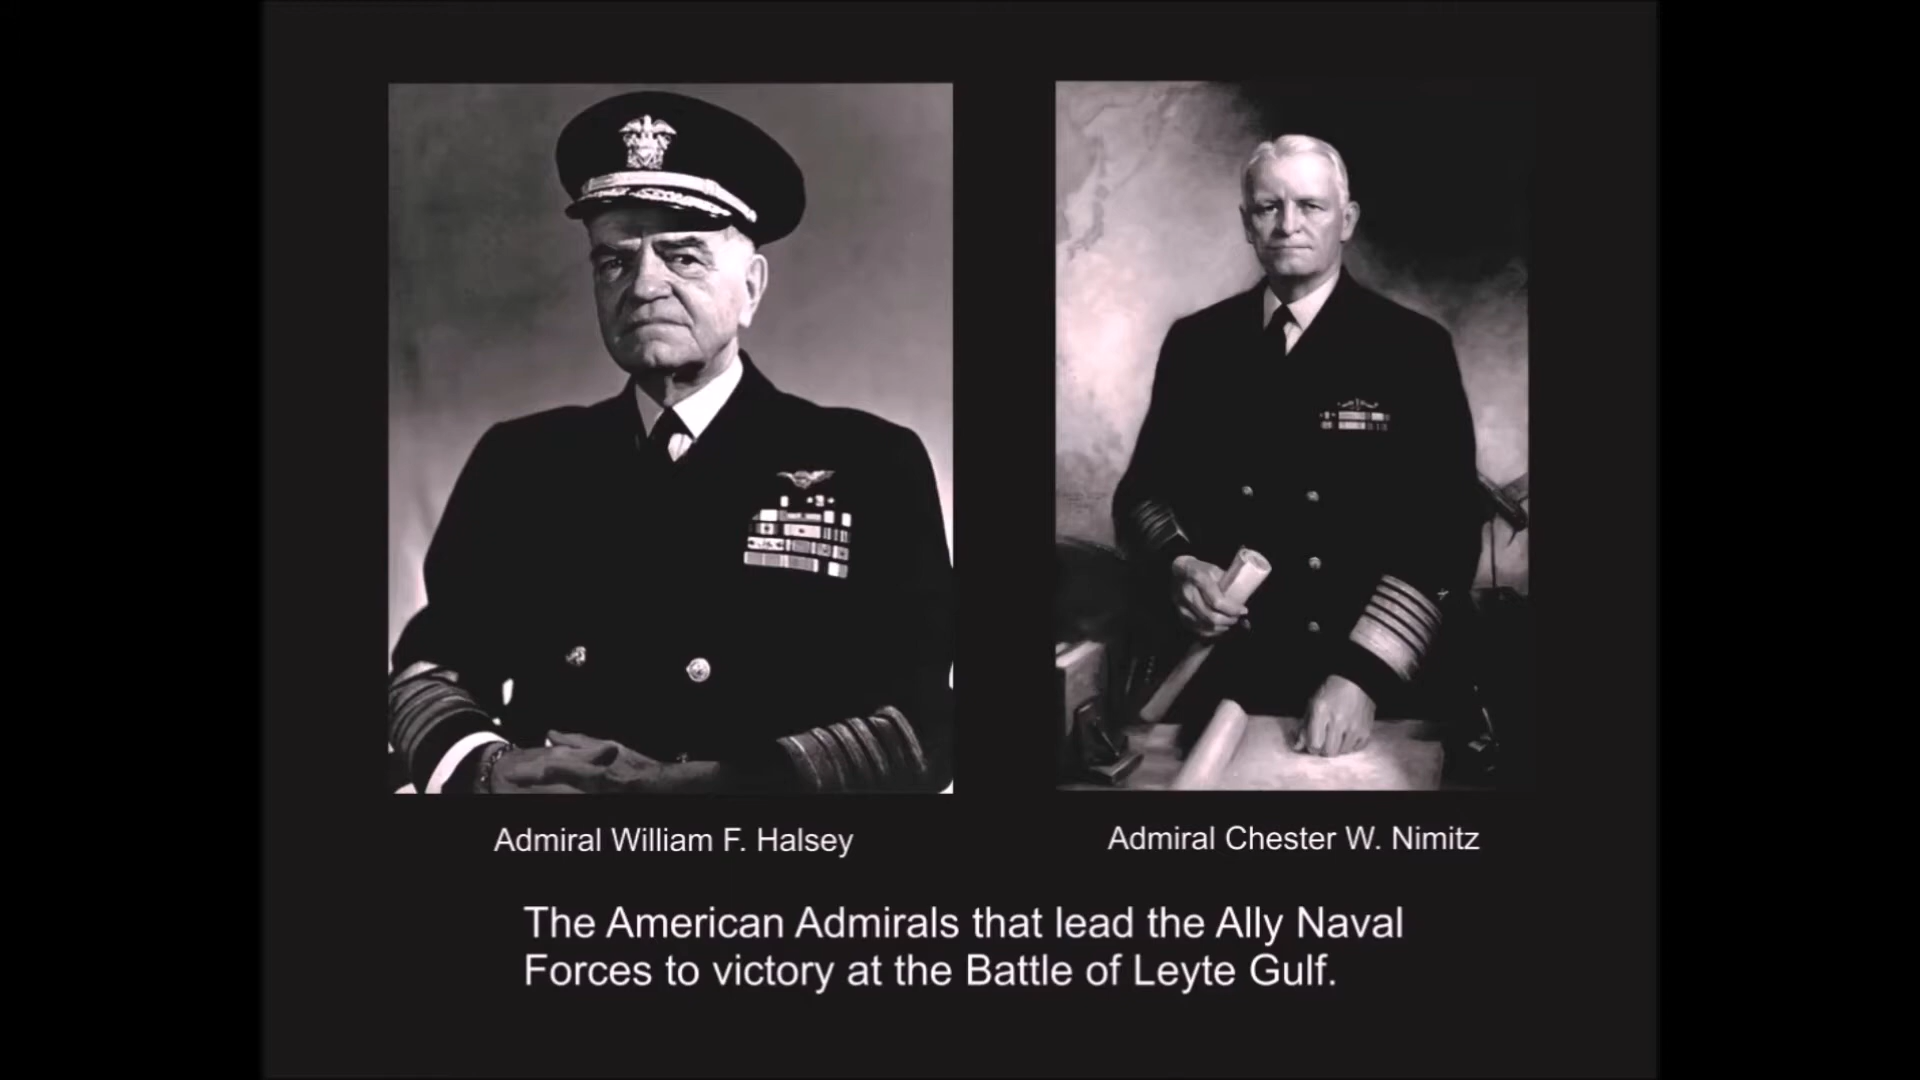 Admiral William F. Halsey
Admiral Chester W. Nimitz
The American Admirals that lead the Ally Naval
Forces to victory at the Battle of Leyte Gulf.